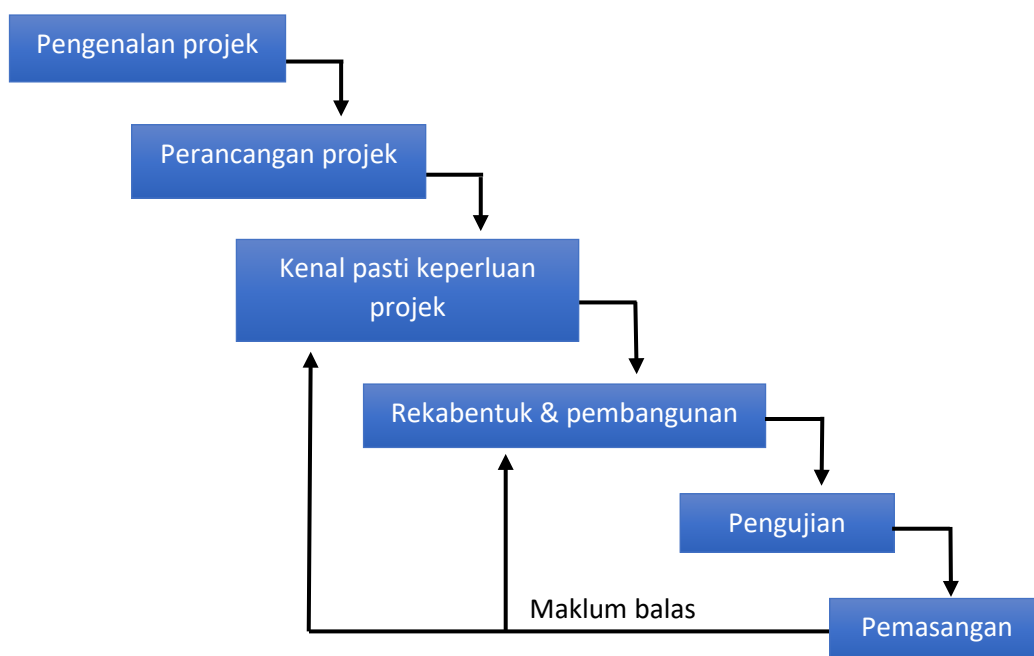 Pengenalan projek
Perancangan projek
Kenal pasti keperluan
projek
Rekabentuk & pembangunan
Pengujian
Maklum balas
Pemasangan